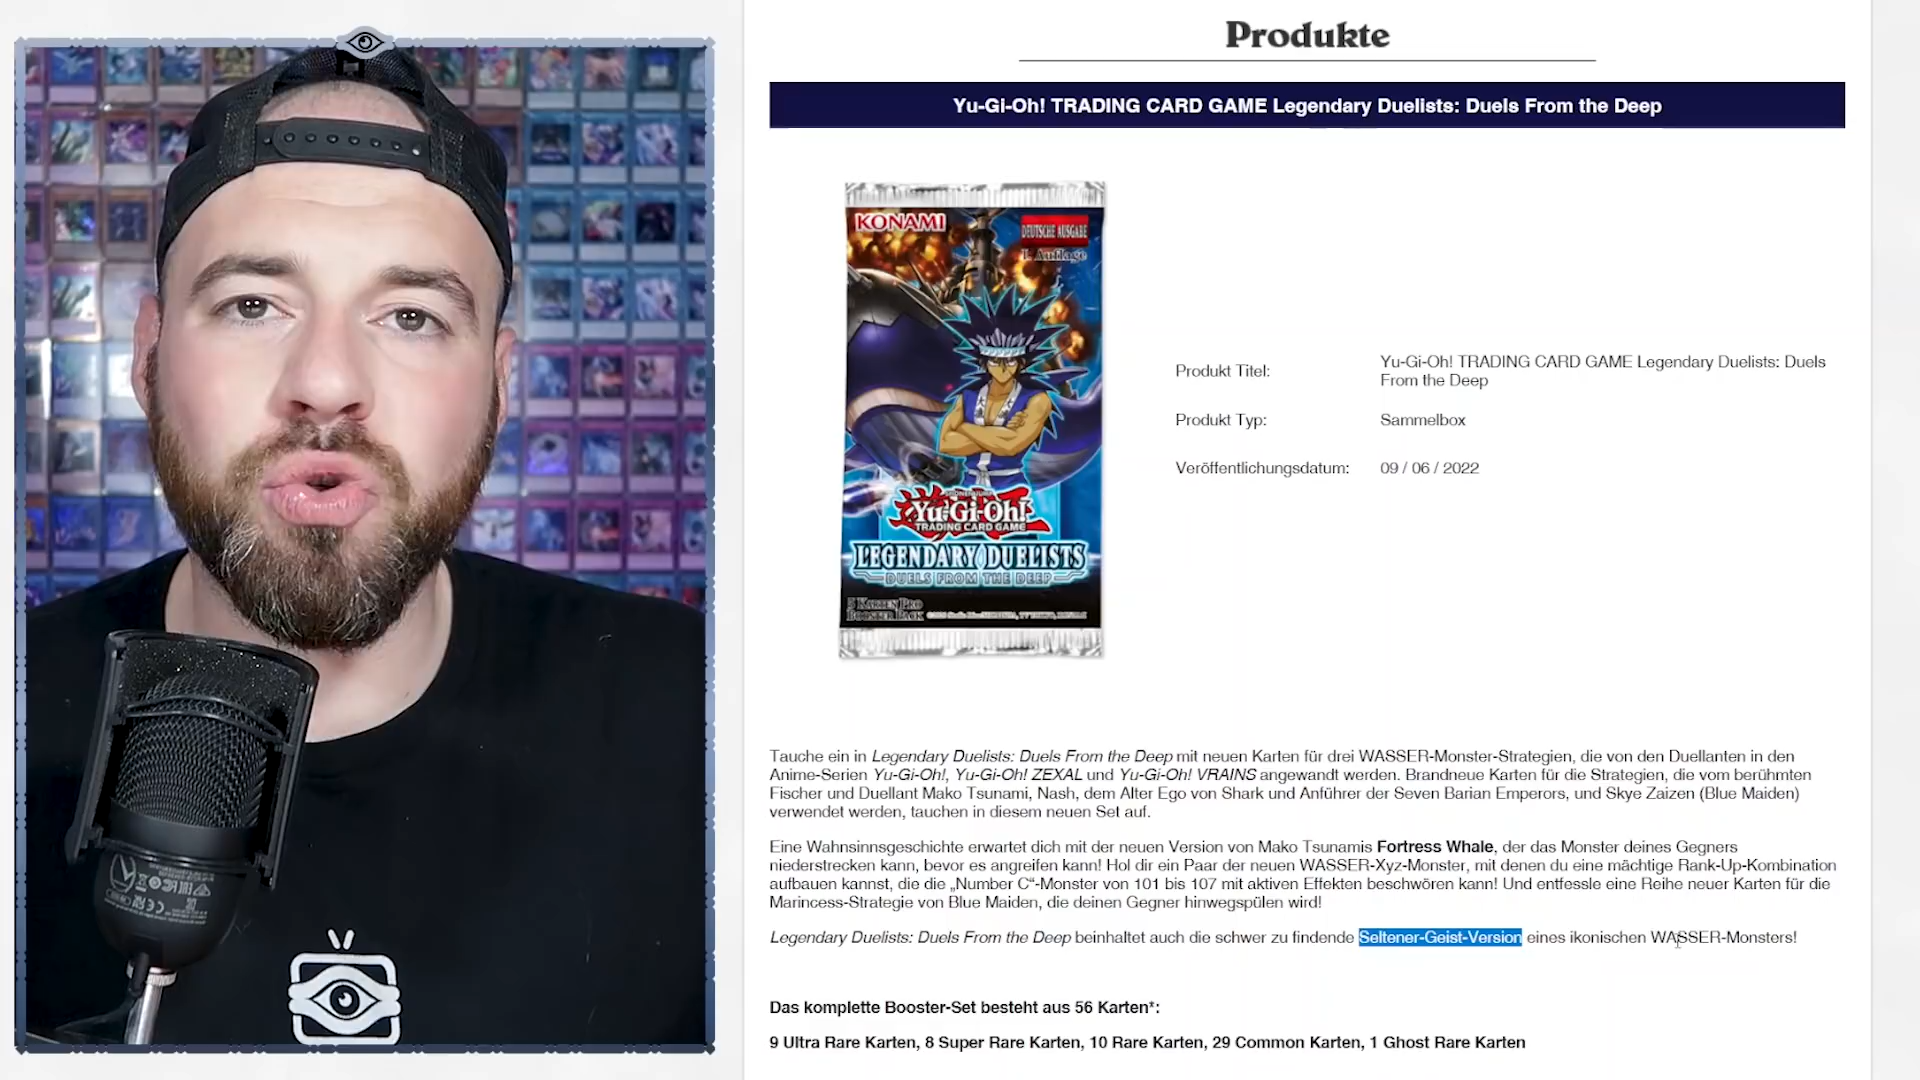 Produkte
Yu-Gi-Oh! TRADING CARD GAME Legendary Duelists: Duels From the Deep
KONAMI
DEUTSCHE AUSGABE
1. Auflage
Yu-Gi-Oh!
TRADING CARD GAME
LEGENDARY DUELISTS
DUELS FROM THE DEEP
5 KARTEN PRO
BOOSTER PACK
Produkt Titel:
Yu-Gi-Oh! TRADING CARD GAME Legendary Duelists: Duels
From the Deep
Produkt Typ:
Sammelbox
Veröffentlichungsdatum:
09 / 06 / 2022
Tauche ein in Legendary Duelists: Duels From the Deep mit neuen Karten für drei WASSER-Monster-Strategien, die von den Duellanten in den
Anime-Serien Yu-Gi-Oh!, Yu-Gi-Oh! ZEXAL und Yu-Gi-Oh! VRAINS angewandt werden. Brandneue Karten für die Strategien, die vom berühmten
Fischer und Duellant Mako Tsunami, Nash, dem Alter Ego von Shark und Anführer der Seven Barian Emperors, und Skye Zaizen (Blue Maiden)
verwendet werden, tauchen in diesem neuen Set auf.
Eine Wahnsinnsgeschichte erwartet dich mit der neuen Version von Mako Tsunamis Fortress Whale, der das Monster deines Gegners
niederstrecken kann, bevor es angreifen kann! Hol dir ein Paar der neuen WASSER-Xyz-Monster, mit denen du eine mächtige Rank-Up-Kombination
aufbauen kannst, die die „Number C“-Monster von 101 bis 107 mit aktiven Effekten beschwören kann! Und entfessle eine Reihe neuer Karten für die
Marincess-Strategie von Blue Maiden, die deinen Gegner hinwegspülen wird!
Legendary Duelists: Duels From the Deep beinhaltet auch die schwer zu findende Seltener-Geist-Version eines ikonischen WASSER-Monsters!
Das komplette Booster-Set besteht aus 56 Karten*:
9 Ultra Rare Karten, 8 Super Rare Karten, 10 Rare Karten, 29 Common Karten, 1 Ghost Rare Karten